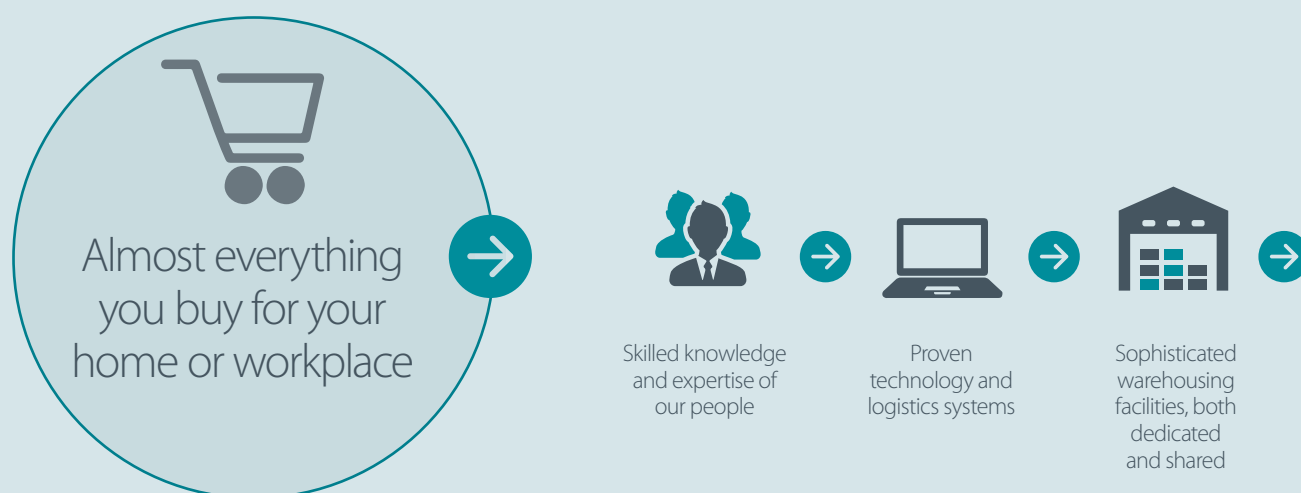 Almost everything
you buy for your
home or workplace
Skilled knowledge
and expertise of
our people
Proven
technology and
logistics systems
Sophisticated
warehousing
facilities, both
dedicated
and shared